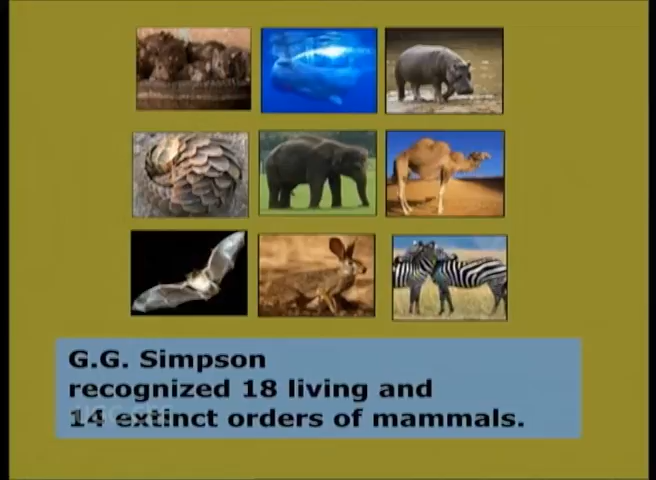 G.G. Simpson
recognized 18 living and
14 extinct orders of mammals.